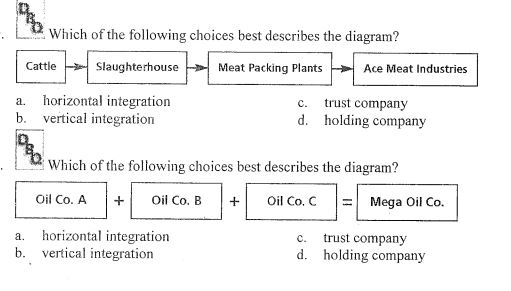 DBQ
Which of the following choices best describes the diagram?
Cattle Slaughterhouse Meat Packing Plants Ace Meat Industries
a. horizontal integration c. trust company
b. vertical integration d. holding company
DBQ
Which of the following choices best describes the diagram?
Oil Co. A + Oil Co. B + Oil Co. C = Mega Oil Co.
a. horizontal integration c. trust company
b. vertical integration d. holding company